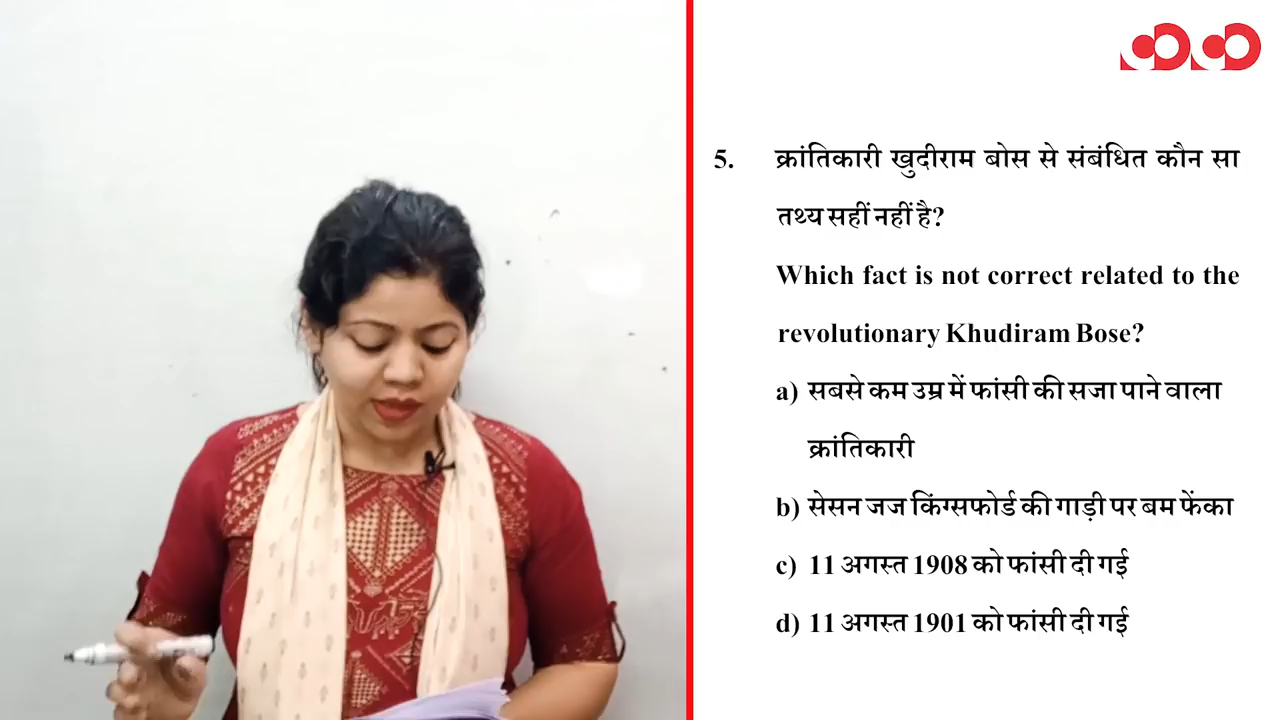 5. क्रांतिकारी खुदीराम बोस से संबंधित कौन सा
तथ्य सहीं नहीं है?
Which fact is not correct related to the
revolutionary Khudiram Bose?
a) सबसे कम उम्र में फांसी की सजा पाने वाला
क्रांतिकारी
b) सेसन जज किंग्सफोर्ड की गाड़ी पर बम फेंका
c) 11 अगस्त 1908 को फांसी दी गई
d) 11 अगस्त 1901 को फांसी दी गई